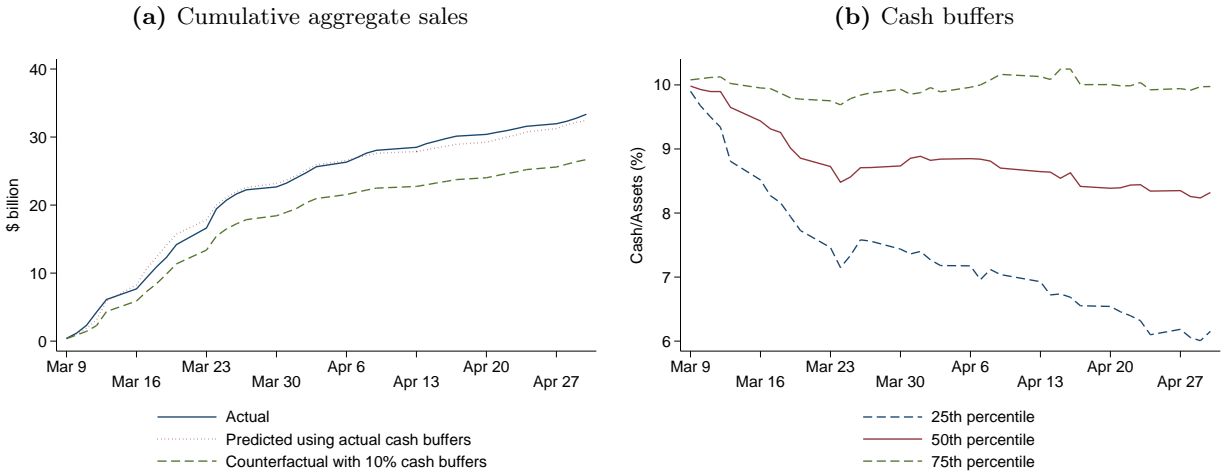 (a) Cumulative aggregate sales
40
30
20
10
0
$ billion
Mar 9
Mar 16
Mar 23
Mar 30
Apr 6
Apr 13
Apr 20
Apr 27
Actual
Predicted using actual cash buffers
Counterfactual with 10% cash buffers
(b) Cash buffers
10
9
8
7
6
Cash/Assets (%)
Mar 9
Mar 16
Mar 23
Mar 30
Apr 6
Apr 13
Apr 20
Apr 27
25th percentile
50th percentile
75th percentile